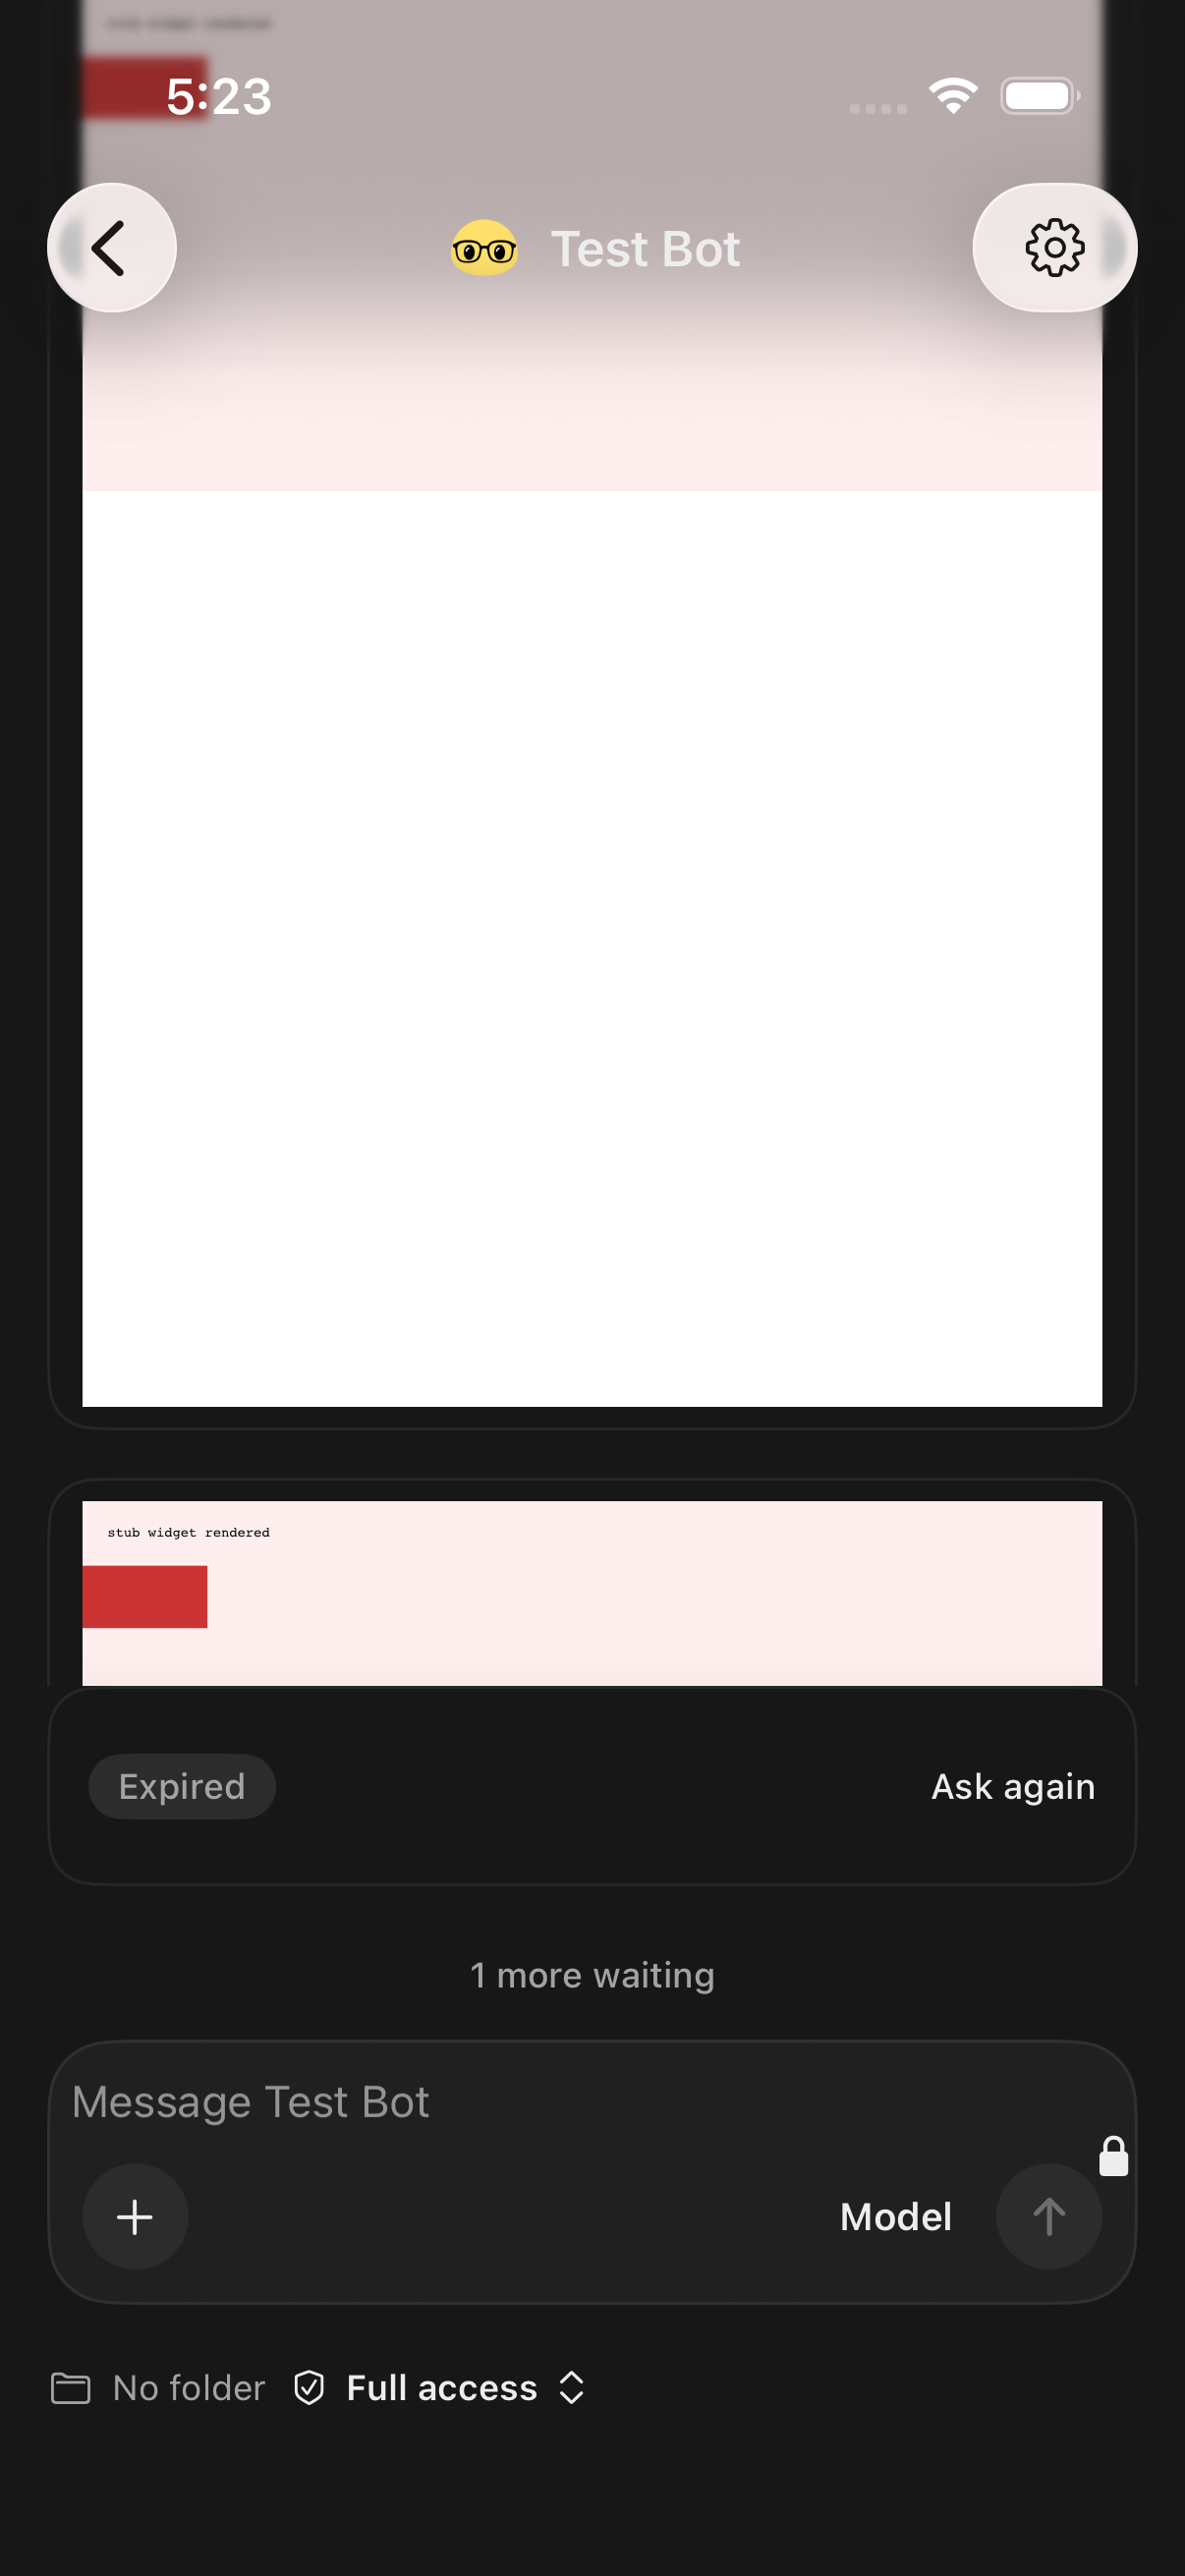 5:23
Test Bot
stub widget rendered
Expired
Ask again
1 more waiting
Message Test Bot
Model
No folder
Full access